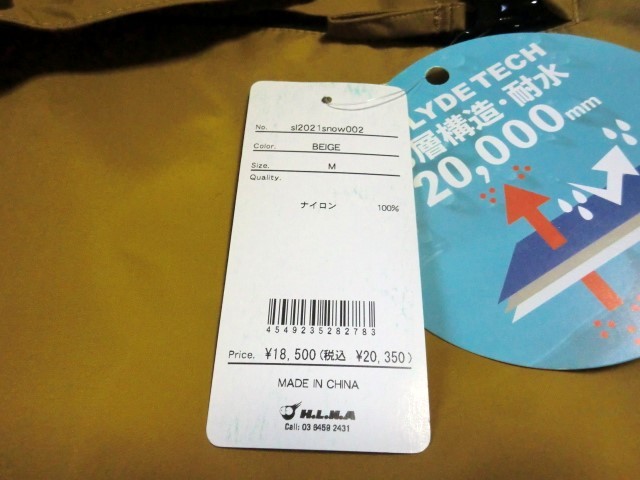 No. sl2021snow002
Color. BEIGE
Size. M
Quality.
ナイロン 100%
4549235282783
Price. ¥18,500(税込 ¥20,350)
MADE IN CHINA
H.L.N.A
Call: 03 8459 2431
LYDE TECH
層構造・耐水
20,000mm